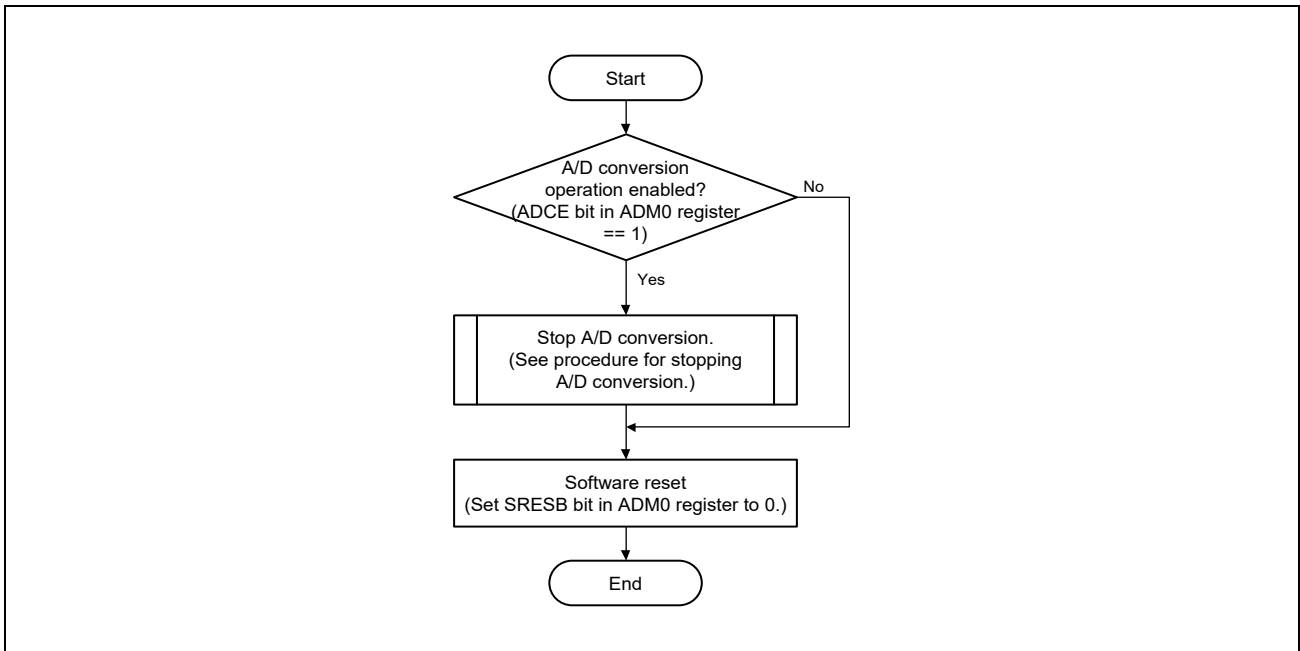 Start
A/D conversion
operation enabled?
(ADCE bit in ADM0 register
== 1)
No
Yes
Stop A/D conversion.
(See procedure for stopping
A/D conversion.)
Software reset
(Set SRESB bit in ADM0 register to 0.)
End